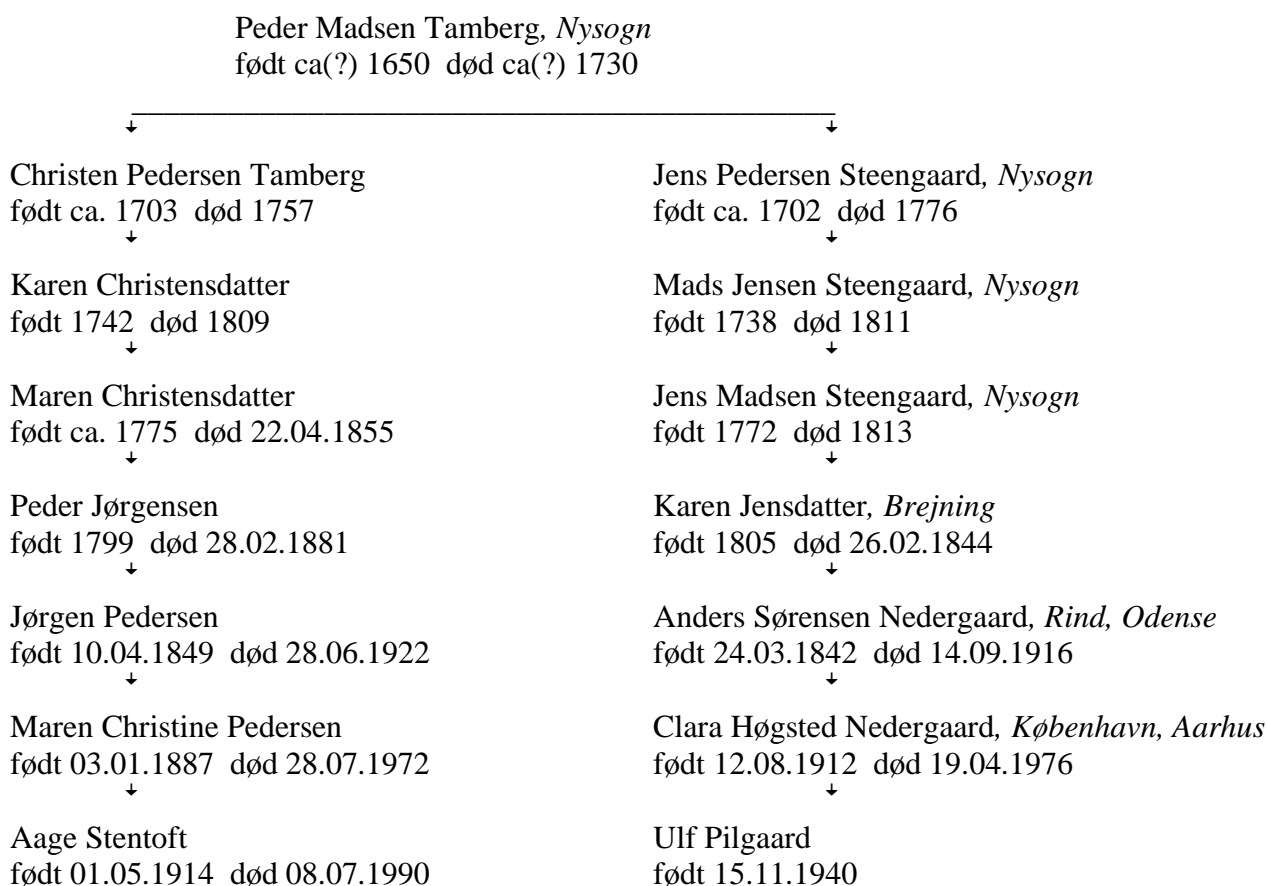 Peder Madsen Tamberg, Nysogn
født ca(?) 1650 død ca(?) 1730
Christen Pedersen Tamberg
født ca. 1703 død 1757
Jens Pedersen Steengaard, Nysogn
født ca. 1702 død 1776
Karen Christensdatter
født 1742 død 1809
Mads Jensen Steengaard, Nysogn
født 1738 død 1811
Maren Christensdatter
født ca. 1775 død 22.04.1855
Jens Madsen Steengaard, Nysogn
født 1772 død 1813
Peder Jørgensen
født 1799 død 28.02.1881
Karen Jensdatter, Brejning
født 1805 død 26.02.1844
Jørgen Pedersen
født 10.04.1849 død 28.06.1922
Anders Sørensen Nedergaard, Rind, Odense
født 24.03.1842 død 14.09.1916
Maren Christine Pedersen
født 03.01.1887 død 28.07.1972
Clara Høgsted Nedergaard, København, Aarhus
født 12.08.1912 død 19.04.1976
Aage Stentoft
født 01.05.1914 død 08.07.1990
Ulf Pilgaard
født 15.11.1940